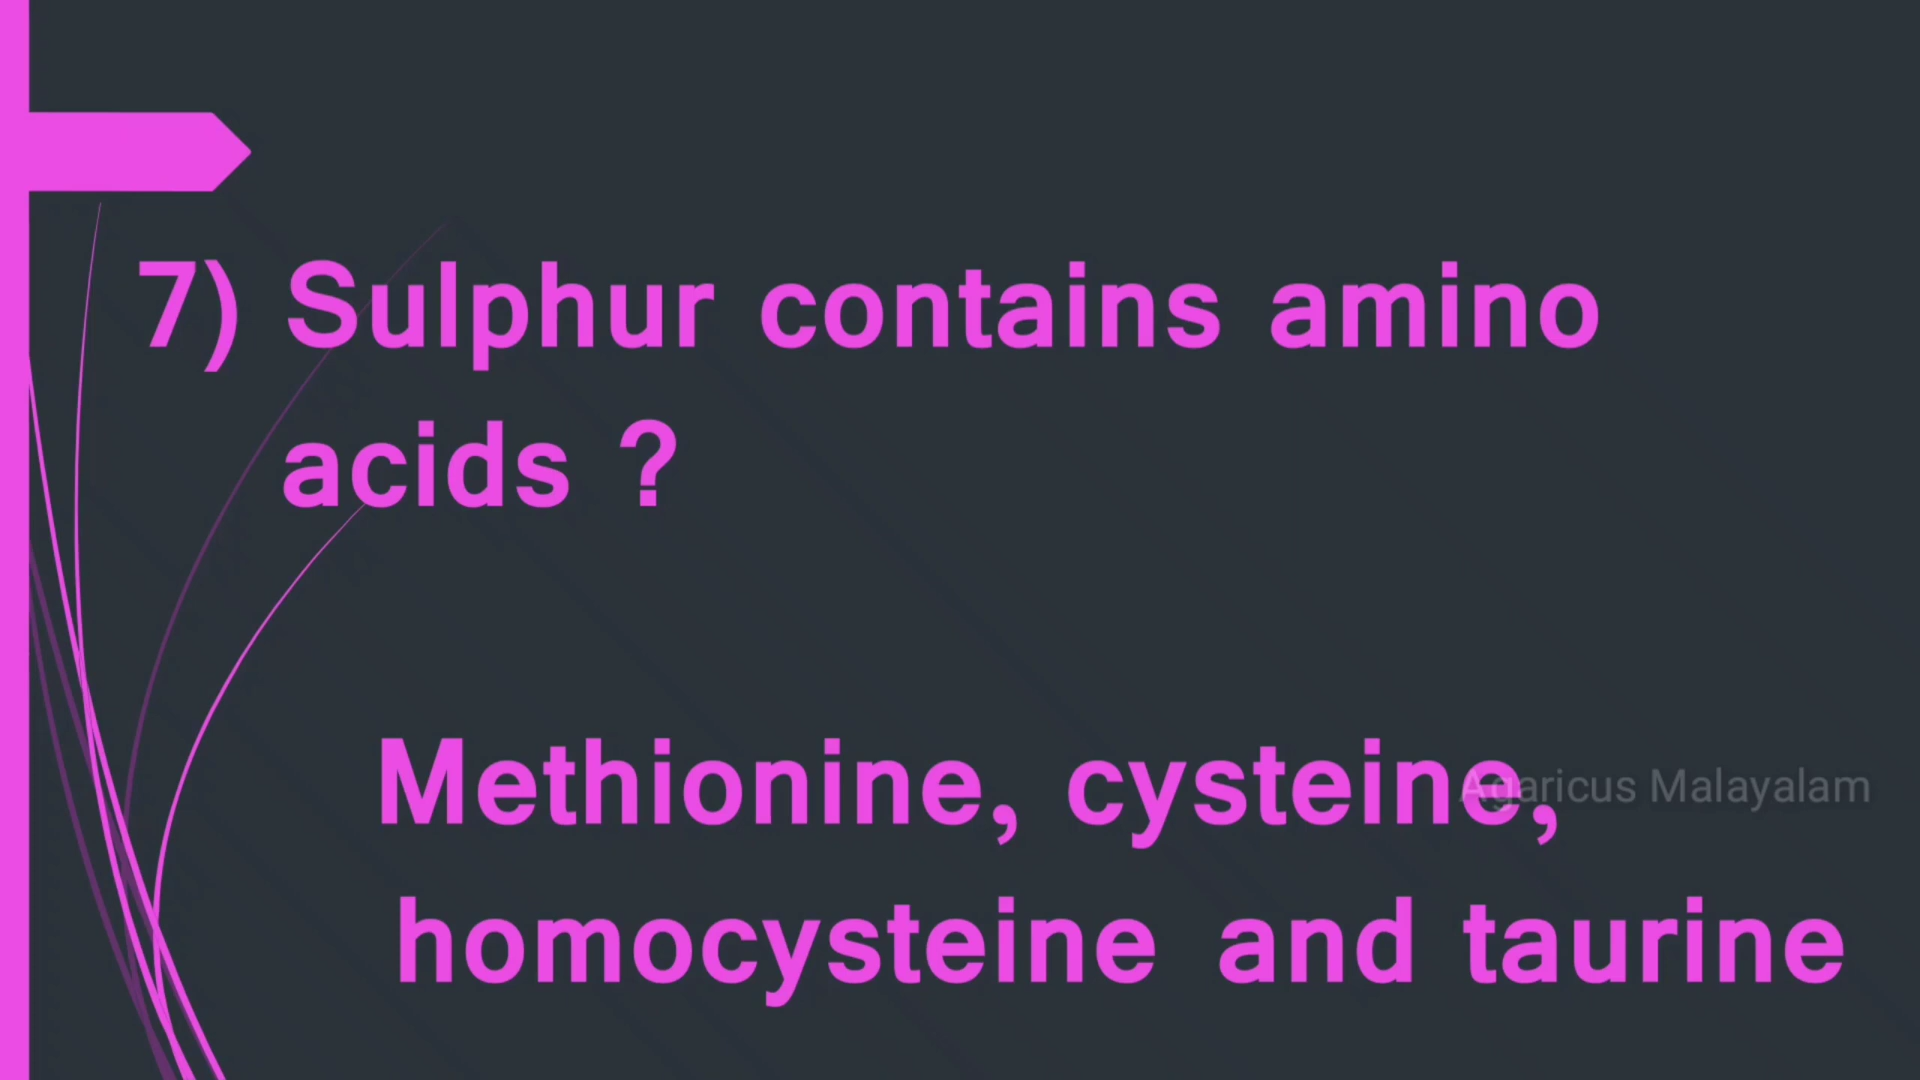 7) Sulphur contains amino
acids ?
Methionine, cysteine,
Agaricus Malayalam
homocysteine and taurine